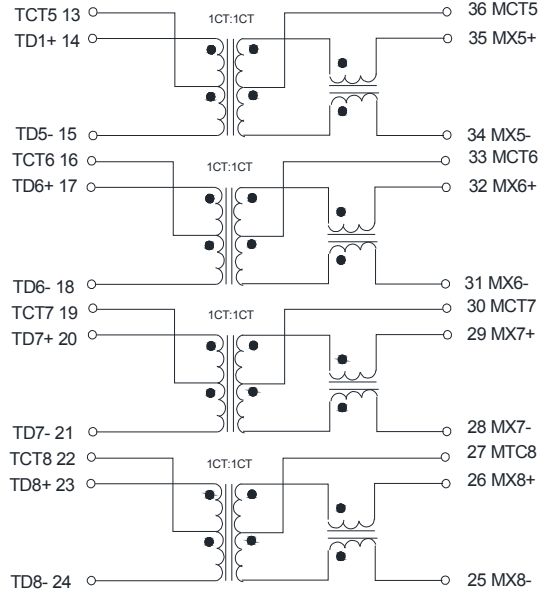 TCT5 13 1CT:1CT 36 MCT5
TD1+ 14 35 MX5+
TD5- 15 34 MX5-
TCT6 16 1CT:1CT 33 MCT6
TD6+ 17 32 MX6+
TD6- 18 31 MX6-
TCT7 19 1CT:1CT 30 MCT7
TD7+ 20 29 MX7+
TD7- 21 28 MX7-
TCT8 22 1CT:1CT 27 MTC8
TD8+ 23 26 MX8+
TD8- 24 25 MX8-